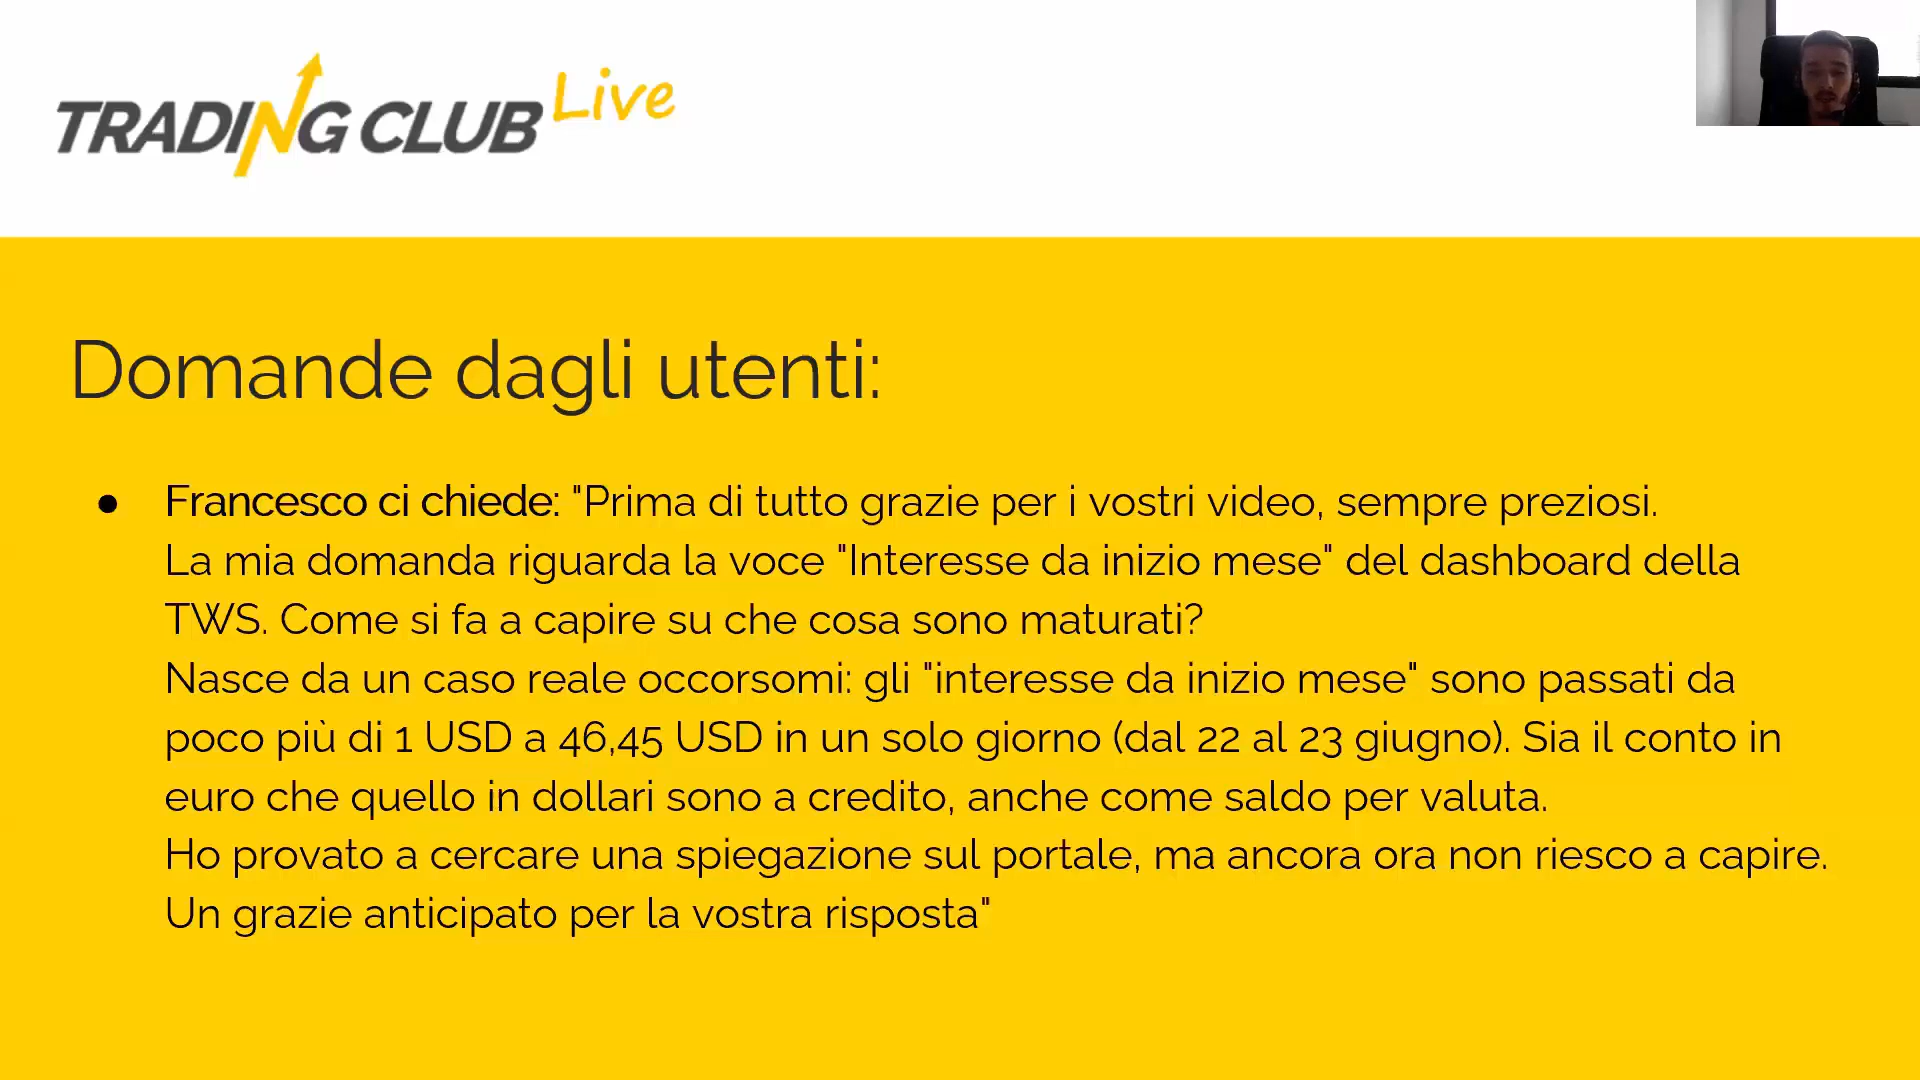 TRADING CLUB Live
Domande dagli utenti:
● Francesco ci chiede: "Prima di tutto grazie per i vostri video, sempre preziosi.
La mia domanda riguarda la voce "Interesse da inizio mese" del dashboard della
TWS. Come si fa a capire su che cosa sono maturati?
Nasce da un caso reale occorsomi: gli "interesse da inizio mese" sono passati da
poco più di 1 USD a 46,45 USD in un solo giorno (dal 22 al 23 giugno). Sia il conto in
euro che quello in dollari sono a credito, anche come saldo per valuta.
Ho provato a cercare una spiegazione sul portale, ma ancora ora non riesco a capire.
Un grazie anticipato per la vostra risposta"